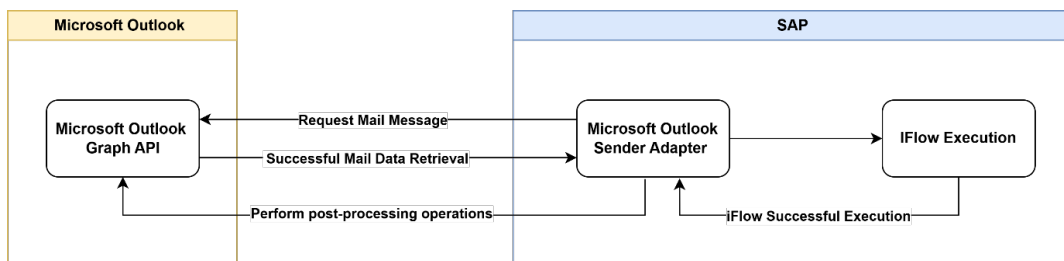 Microsoft Outlook
SAP
Microsoft Outlook
Graph API
Request Mail Message
Successful Mail Data Retrieval
Perform post-processing operations
Microsoft Outlook
Sender Adapter
IFlow Execution
iFlow Successful Execution